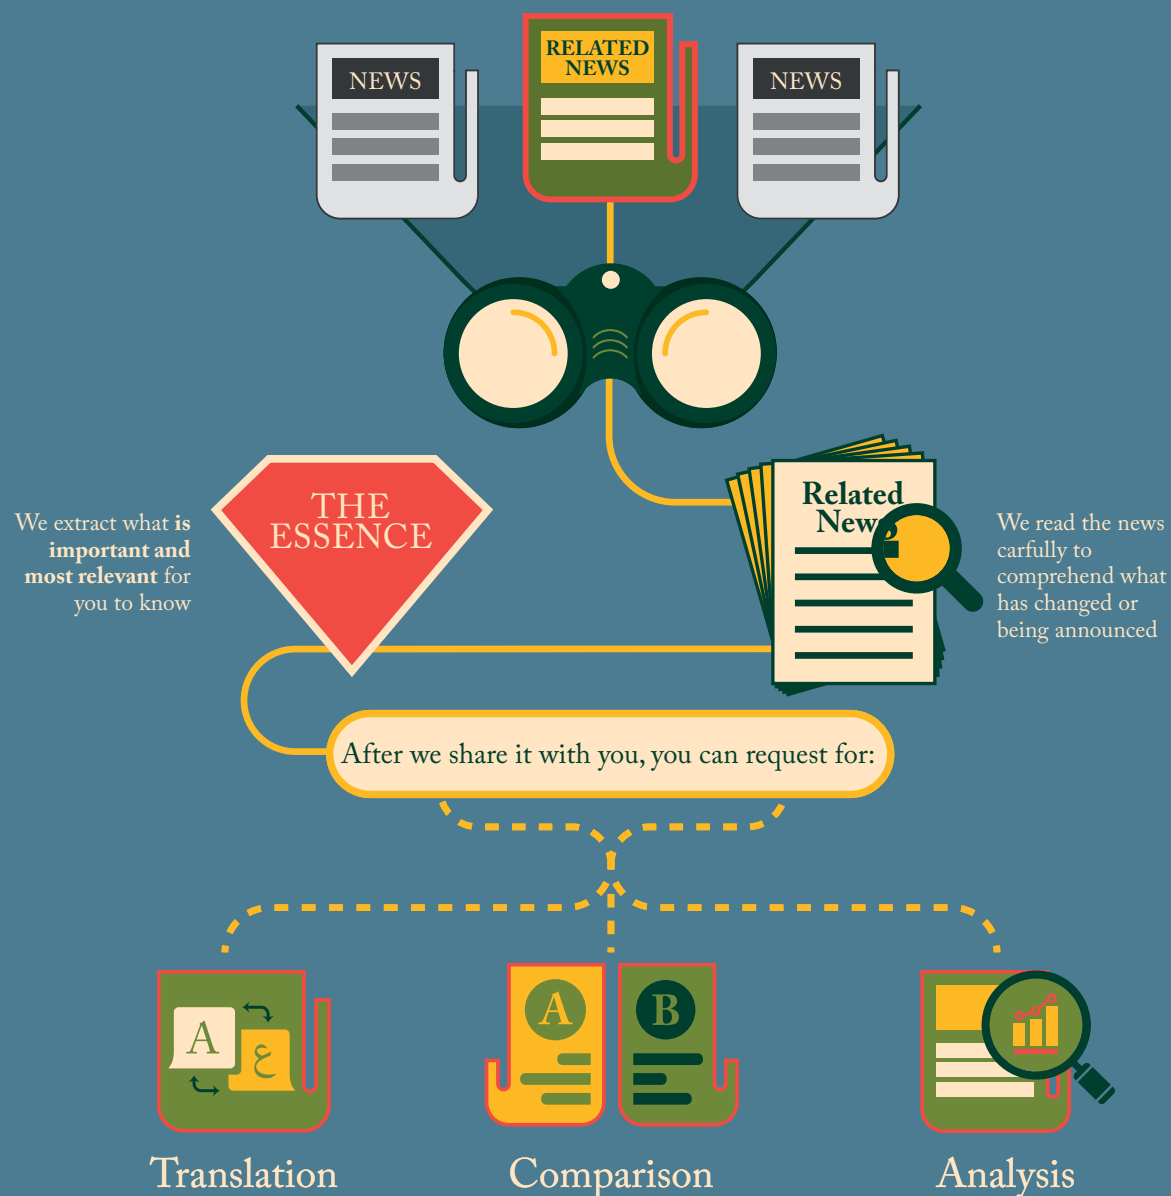 NEWS
RELATED
NEWS
NEWS
THE
ESSENCE
We extract what is
important and
most relevant for
you to know
Related
News
We read the news
carfully to
comprehend what
has changed or
being announced
After we share it with you, you can request for:
A
ع
A
B
Translation
Comparison
Analysis